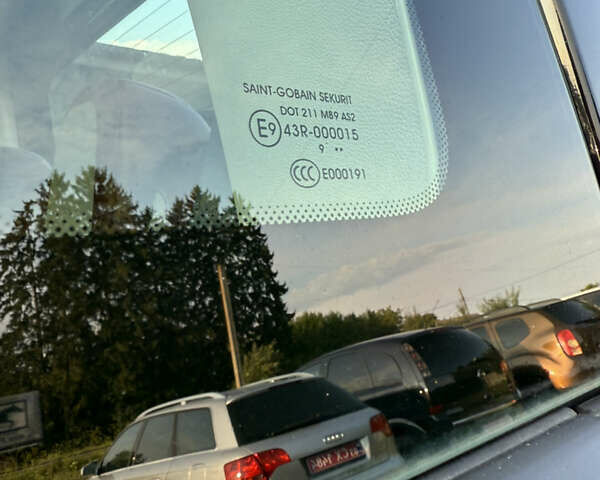 SAINT-GOBAIN SEKURIT
DOT 211 M89 AS2
E9 43R-000015
9 **
CCC E000191